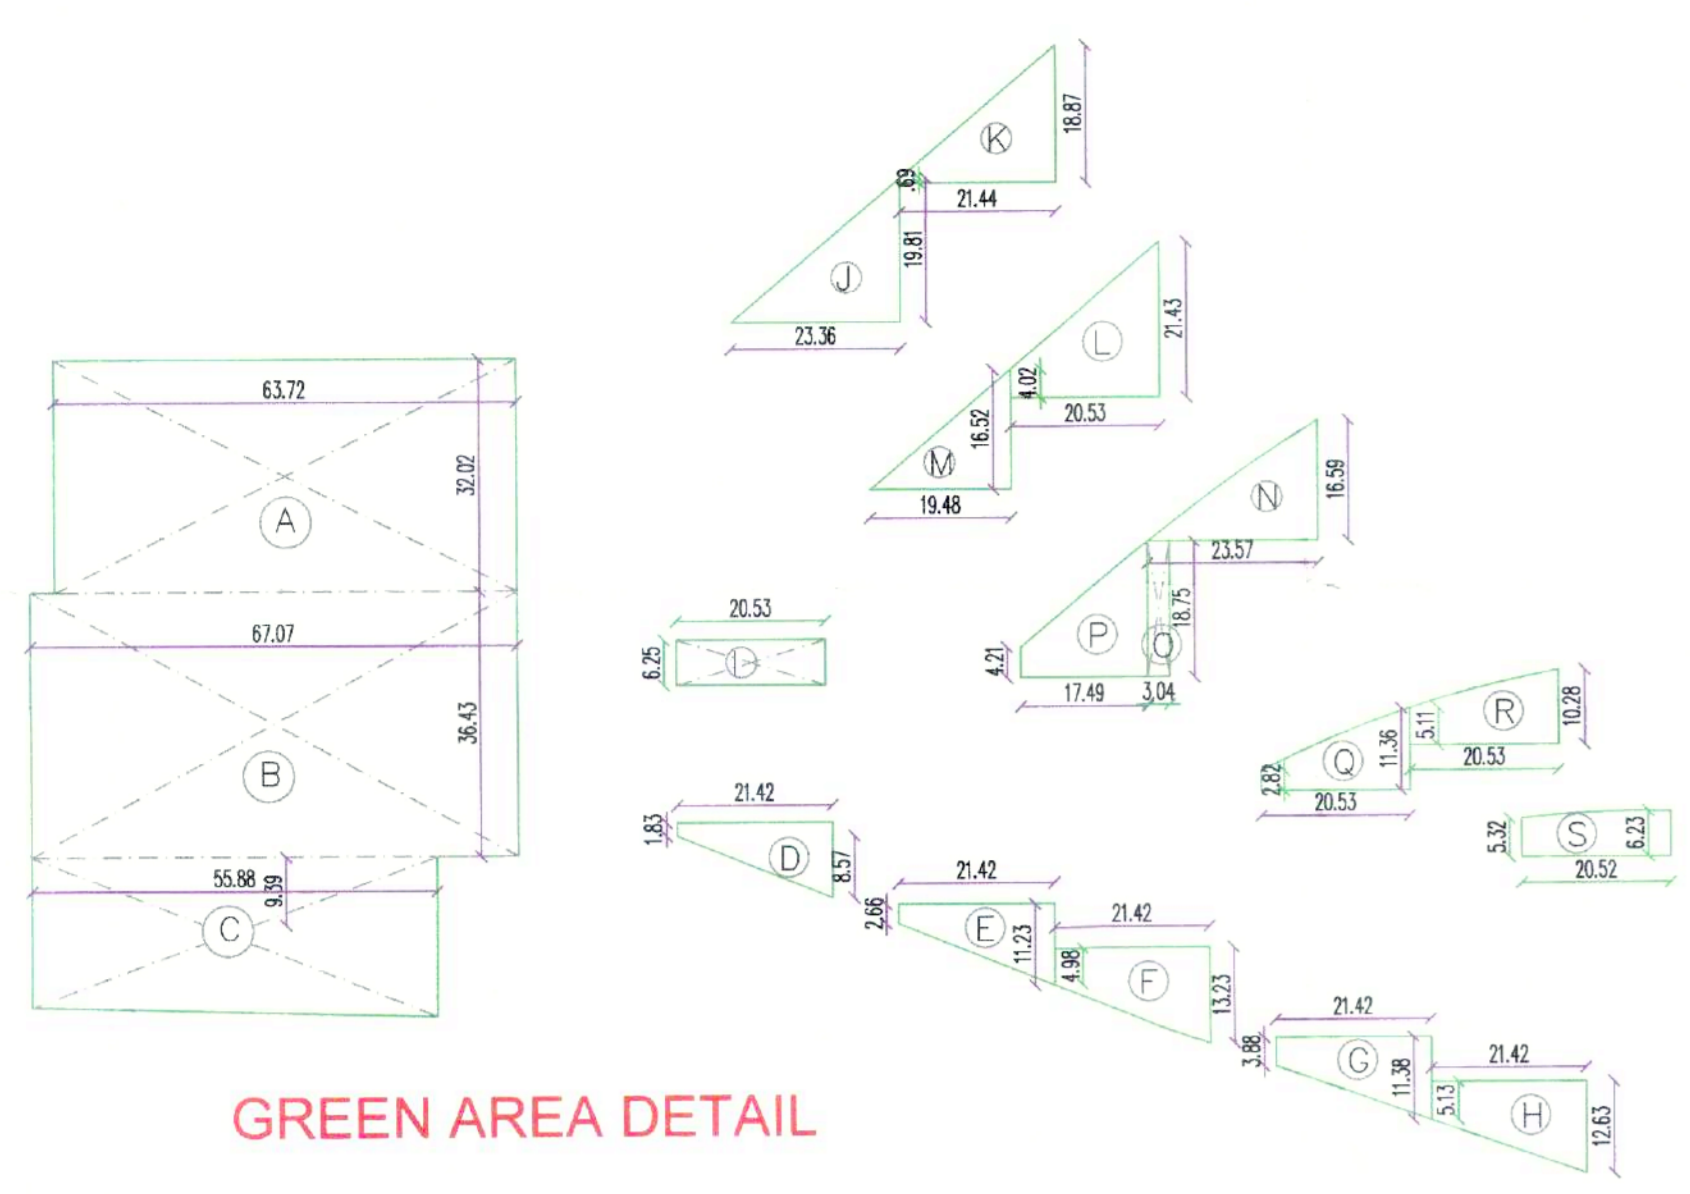 K
18.87
.69
21.44
19.81
J
23.36
L
21.43
4.02
20.53
16.52
M
19.48
63.72
32.02
A
N
16.59
23.57
18.75
P
O
4.21
17.49
3.04
67.07
36.43
B
20.53
6.25
I
R
10.28
5.11
20.53
Q
11.36
2.82
20.53
S
5.32
6.23
20.52
21.42
1.83
D
8.57
55.88
9.39
C
21.42
2.66
E
11.23
21.42
4.98
F
13.23
21.42
3.88
G
11.38
21.42
5.13
H
12.63
GREEN AREA DETAIL